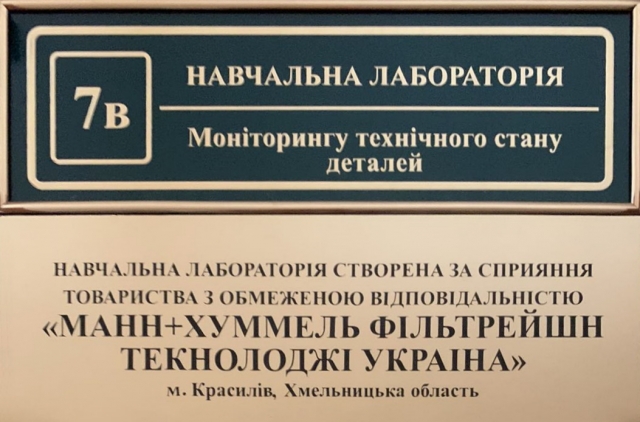 7в
НАВЧАЛЬНА ЛАБОРАТОРІЯ
Моніторингу технічного стану
деталей
НАВЧАЛЬНА ЛАБОРАТОРІЯ СТВОРЕНА ЗА СПРИЯННЯ
ТОВАРИСТВА З ОБМЕЖЕНОЮ ВІДПОВІДАЛЬНІСТЮ
«МАНН+ХУММЕЛЬ ФІЛЬТРЕЙШН
ТЕКНОЛОДЖІ УКРАІНА»
м. Красилів, Хмельницька область